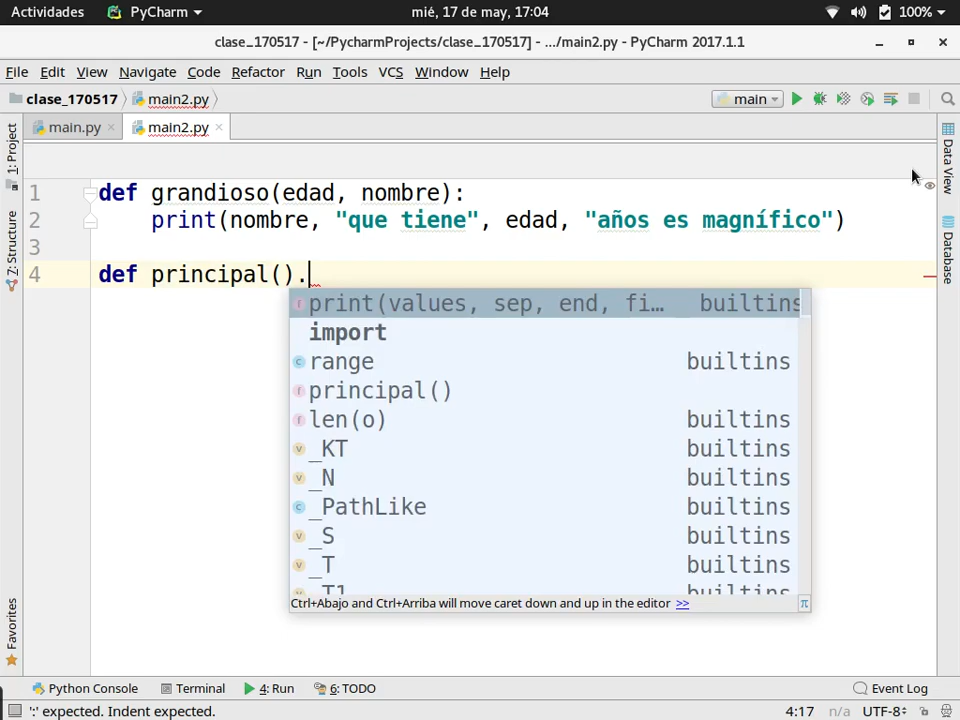 Actividades PyCharm mié, 17 de may, 17:04 100%
clase_170517 - [~/PycharmProjects/clase_170517] - .../main2.py - PyCharm 2017.1.1
File Edit View Navigate Code Refactor Run Tools VCS Window Help
clase_170517 main2.py main
main.py main2.py
1: Project
7: Structure
Favorites
Data View
Database
1 def grandioso(edad, nombre):
2 print(nombre, "que tiene", edad, "años es magnífico")
3
4 def principal().
print(values, sep, end, fi… builtins
import
range builtins
principal()
len(o) builtins
_KT builtins
_N builtins
_PathLike builtins
_S builtins
_T builtins
_T1 builtins
Ctrl+Abajo and Ctrl+Arriba will move caret down and up in the editor >> π
Python Console Terminal 4: Run 6: TODO Event Log
':' expected. Indent expected. 4:17 n/a UTF-8